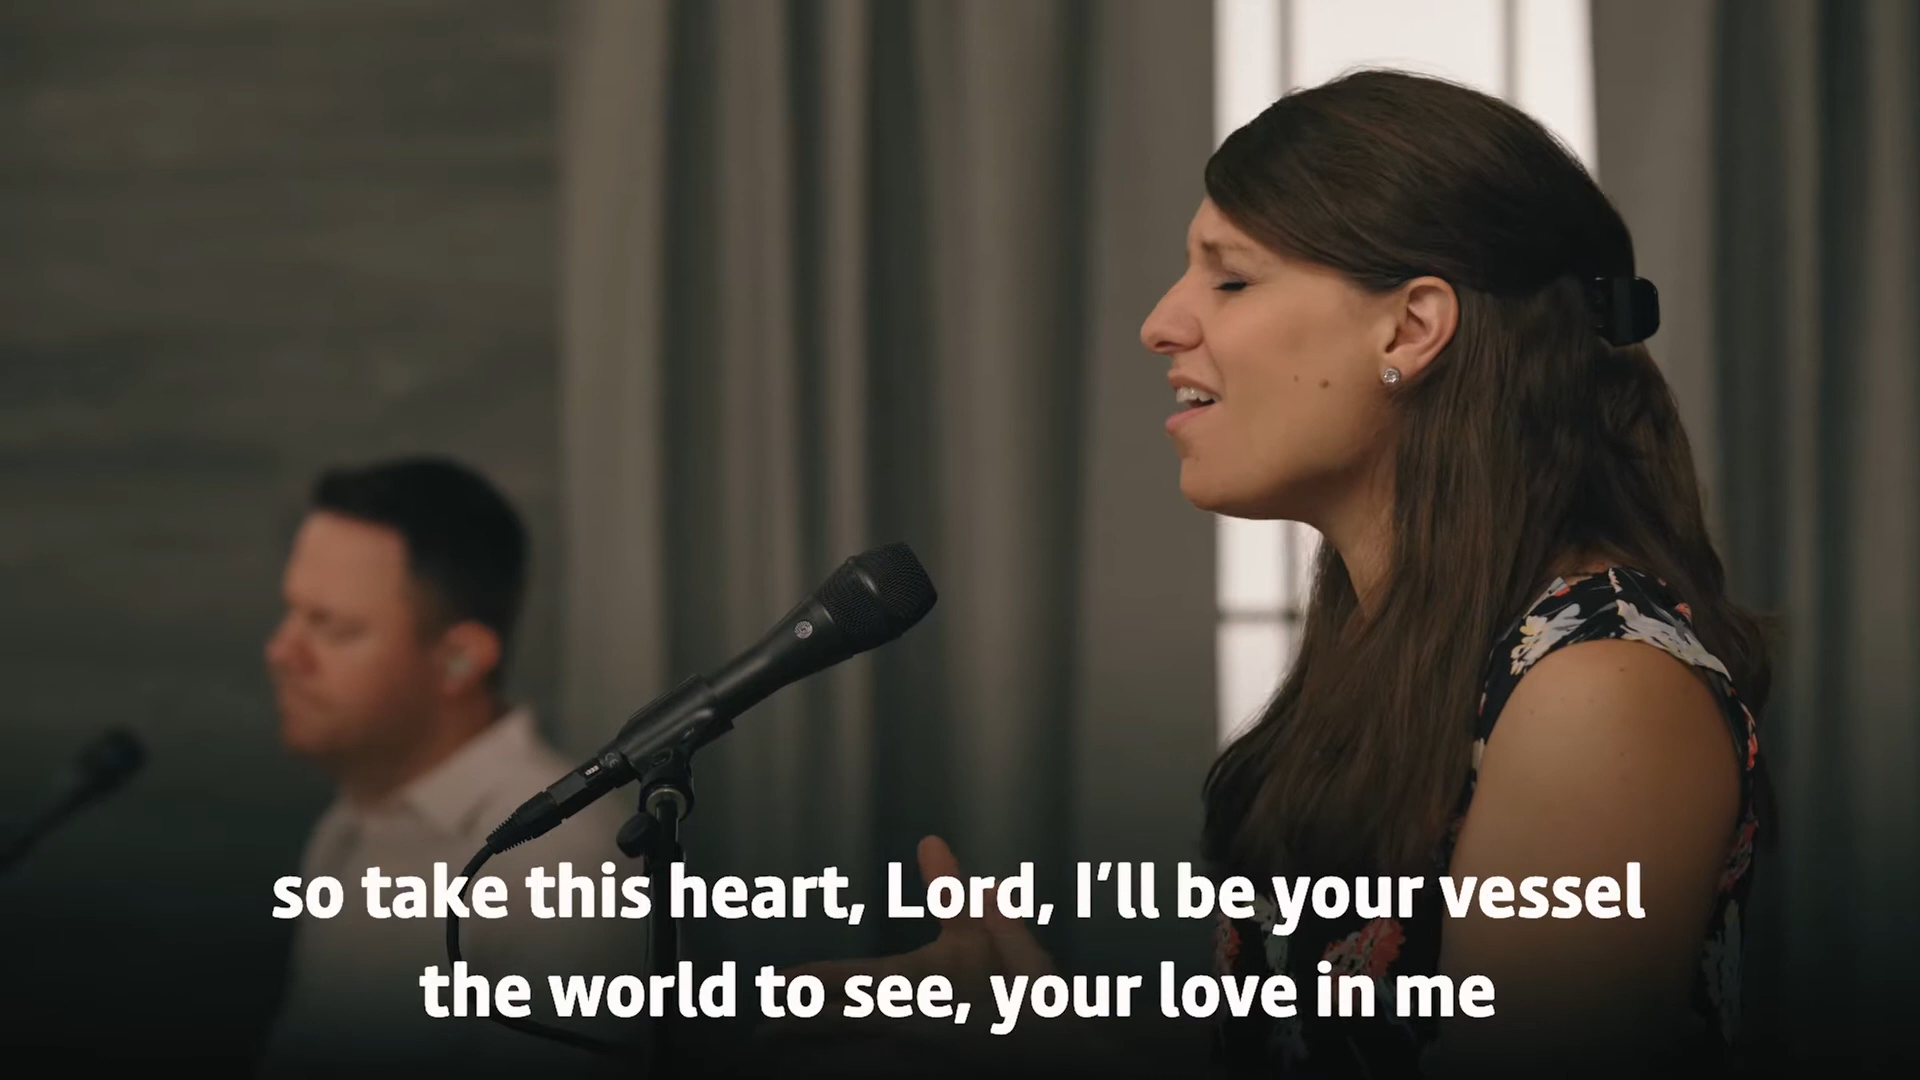 so take this heart, Lord, I'll be your vessel
the world to see, your love in me